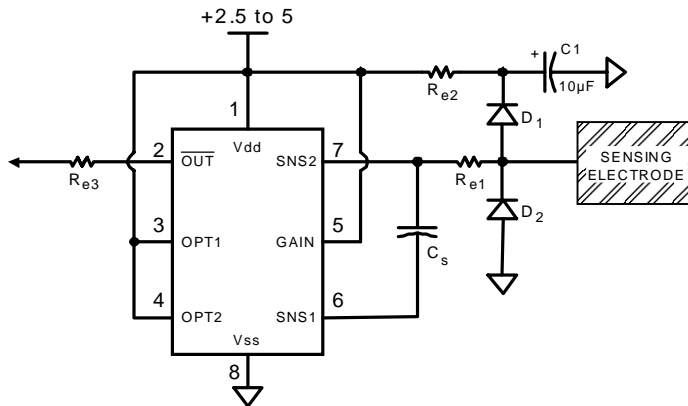 +2.5 to 5
C1
+
10µF
Re2
D1
1
Vdd
2
OUT
SNS2
7
Re1
Re3
SENSING
ELECTRODE
D2
3
OPT1
GAIN
5
Cs
4
OPT2
SNS1
6
Vss
8